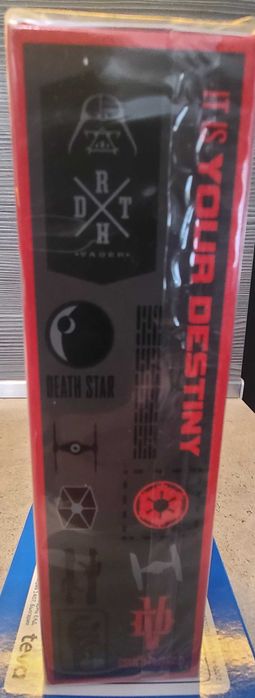 IT IS YOUR DESTINY
R
D T
H
VADER
DEATH STAR
teva